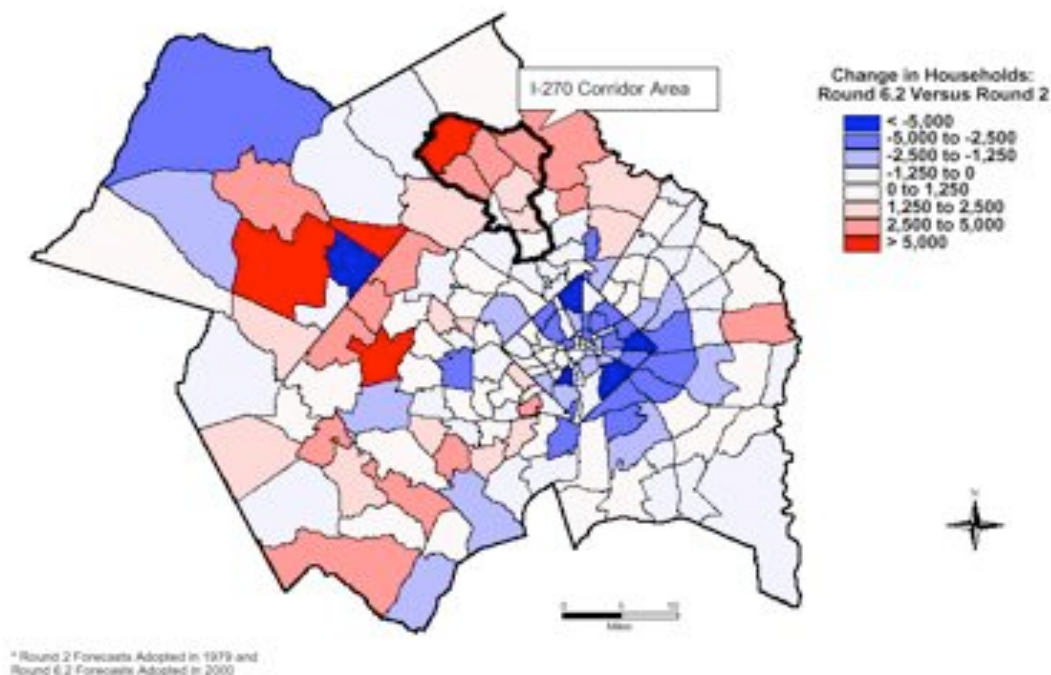 I-270 Corridor Area
Change in Households:
Round 6.2 Versus Round 2
< -5,000
-5,000 to -2,500
-2,500 to -1,250
-1,250 to 0
0 to 1,250
1,250 to 2,500
2,500 to 5,000
> 5,000
N
0
Miles
* Round 2 Forecasts Adopted in 1979 and
Round 6.2 Forecasts Adopted in 2000